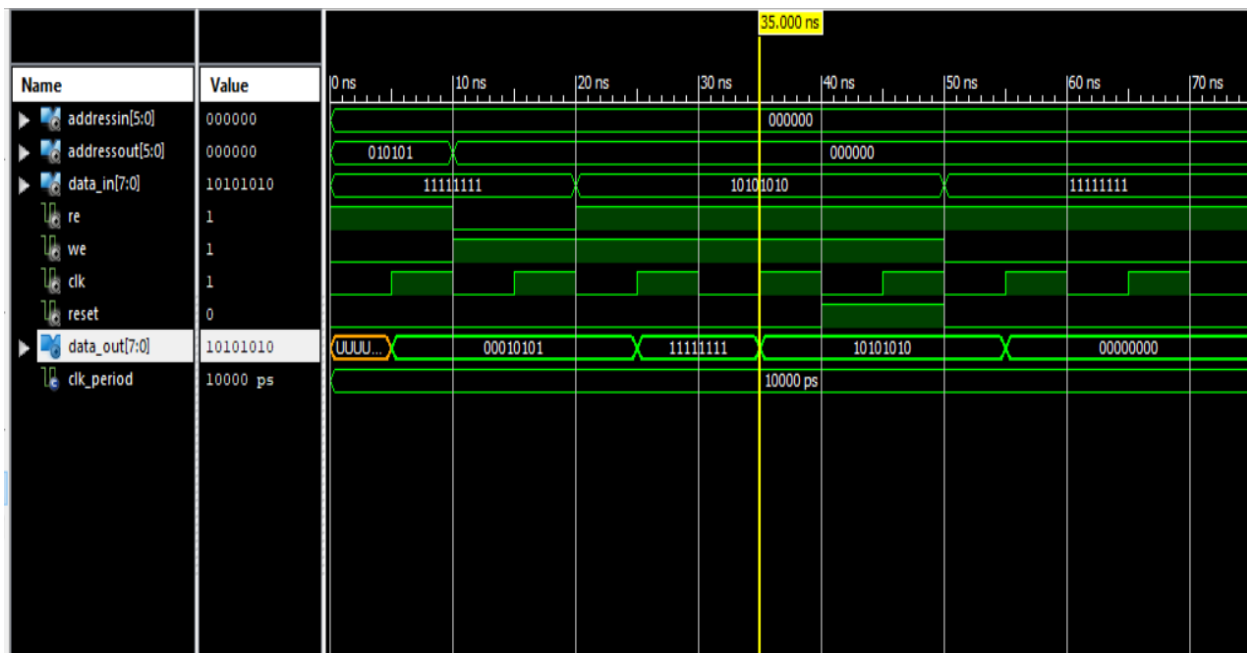 35.000 ns
Name Value 0 ns 10 ns 20 ns 30 ns 40 ns 50 ns 60 ns 70 ns
addressin[5:0] 000000 000000
addressout[5:0] 000000 010101 000000
data_in[7:0] 10101010 11111111 10101010 11111111
re 1
we 1
clk 1
reset 0
data_out[7:0] 10101010 UUUU... 00010101 11111111 10101010 00000000
clk_period 10000 ps 10000 ps